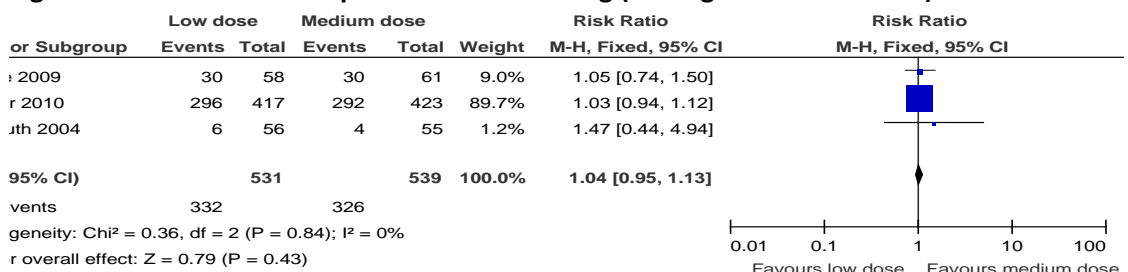 Low dose Medium dose Risk Ratio Risk Ratio
or Subgroup Events Total Events Total Weight M-H, Fixed, 95% CI M-H, Fixed, 95% CI
2009 30 58 30 61 9.0% 1.05 [0.74, 1.50]
r 2010 296 417 292 423 89.7% 1.03 [0.94, 1.12]
uth 2004 6 56 4 55 1.2% 1.47 [0.44, 4.94]
95% CI) 531 539 100.0% 1.04 [0.95, 1.13]
vents 332 326
geneity: Chi² = 0.36, df = 2 (P = 0.84); I² = 0%
r overall effect: Z = 0.79 (P = 0.43)
0.01 0.1 1 10 100
Favours low dose Favours medium dose